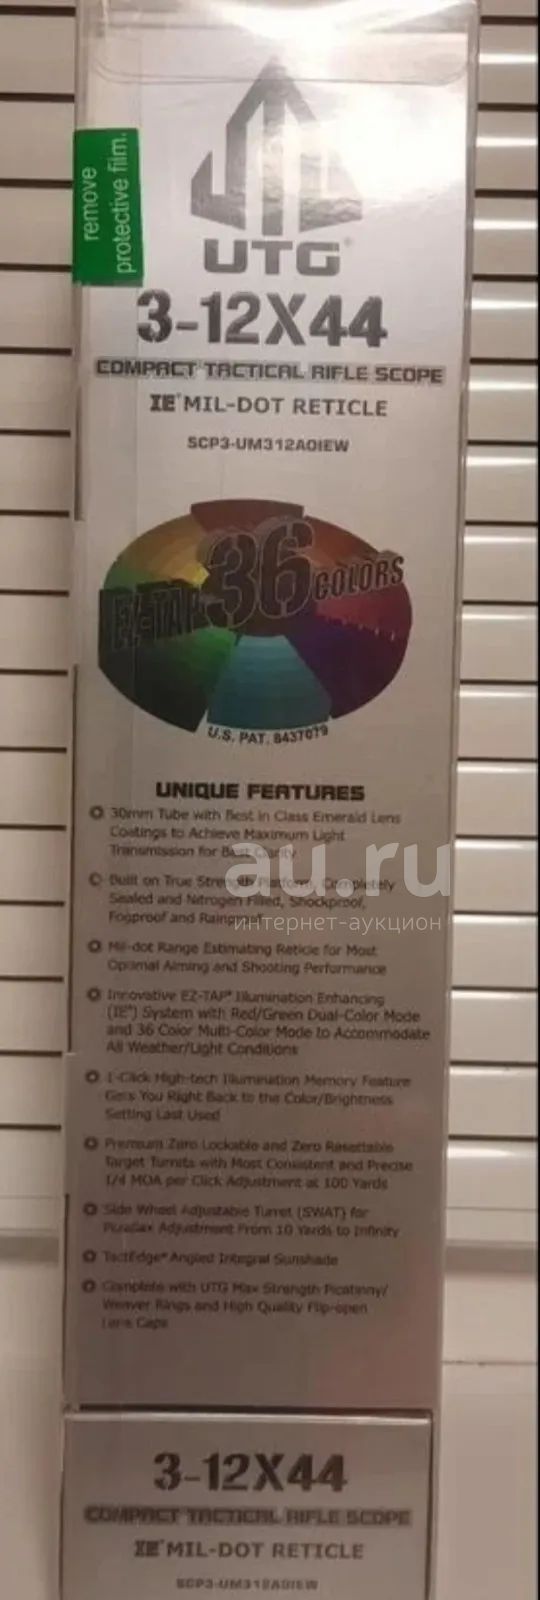 remove
protective film.
UTG®
3-12X44
COMPACT TACTICAL RIFLE SCOPE
IE® MIL-DOT RETICLE
SCP3-UM312AOIEW
EZ-TAP 36 COLORS
U.S. PAT. 8437079
UNIQUE FEATURES
30mm Tube with Best in Class Emerald Lens
Coatings to Achieve Maximum Light
Transmission for Best Clarity
Built on True Strength Platform, Completely
Sealed and Nitrogen Filled, Shockproof,
Fogproof and Rainproof
au.ru
интернет-аукцион
Mil-dot Range Estimating Reticle for Most
Optimal Aiming and Shooting Performance
Innovative EZ-TAP® Illumination Enhancing
(IE®) System with Red/Green Dual-Color Mode
and 36 Color Multi-Color Mode to Accommodate
All Weather/Light Conditions
1-Click High-tech Illumination Memory Feature
Gets You Right Back to the Color/Brightness
Setting Last Used
Premium Zero Lockable and Zero Resettable
Target Turrets with Most Consistent and Precise
1/4 MOA per Click Adjustment at 100 Yards
Side Wheel Adjustable Turret (SWAT) for
Parallax Adjustment From 10 Yards to Infinity
TactEdge® Angled Integral Sunshade
Complete with UTG Max Strength Picatinny/
Weaver Rings and High Quality Flip-open
Lens Caps
3-12X44
COMPACT TACTICAL RIFLE SCOPE
IE® MIL-DOT RETICLE
SCP3-UM312AOIEW